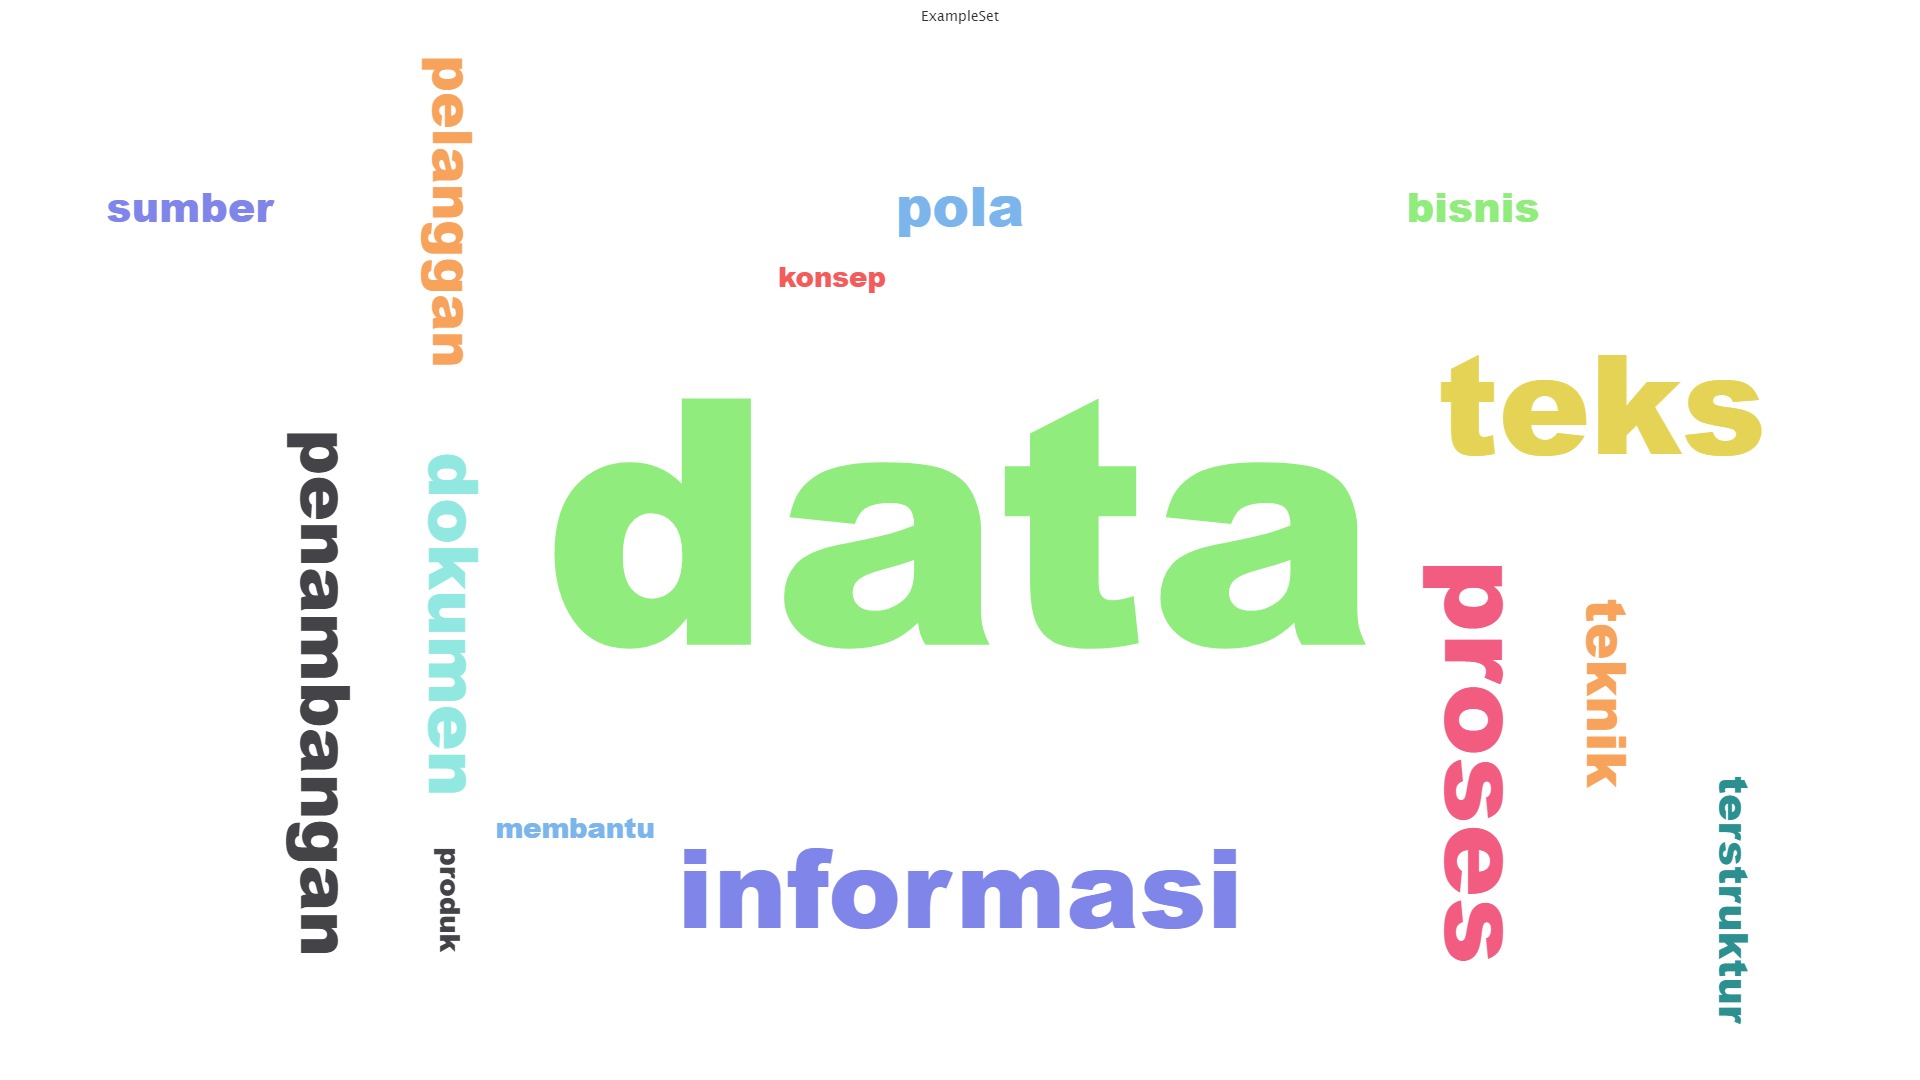 ExampleSet
pelanggan
sumber
pola
bisnis
konsep
teks
data
penambangan
dokumen
proses
teknik
terstruktur
membantu
produk
informasi